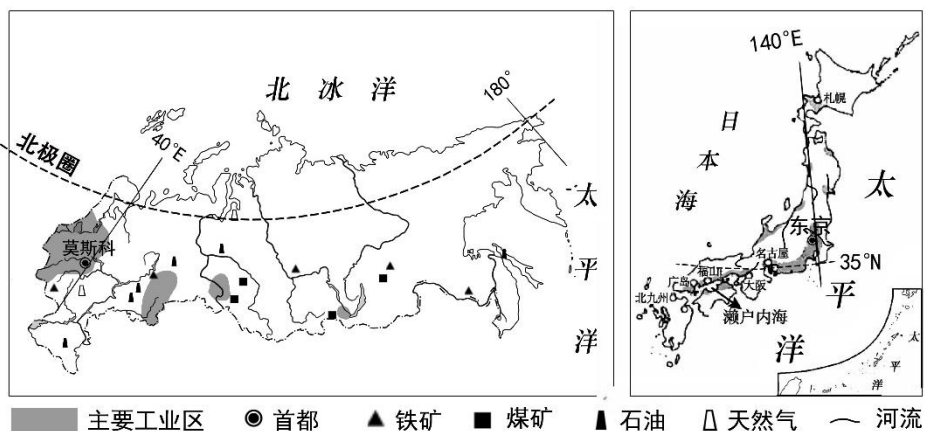 北冰洋
180°
40°E
北极圈
莫斯科
太平洋
140°E
札幌
日本海
太平洋
东京
名古屋
35°N
福山
广岛
大阪
北九州
濑户内海
太平洋
主要工业区
首都
铁矿
煤矿
石油
天然气
河流